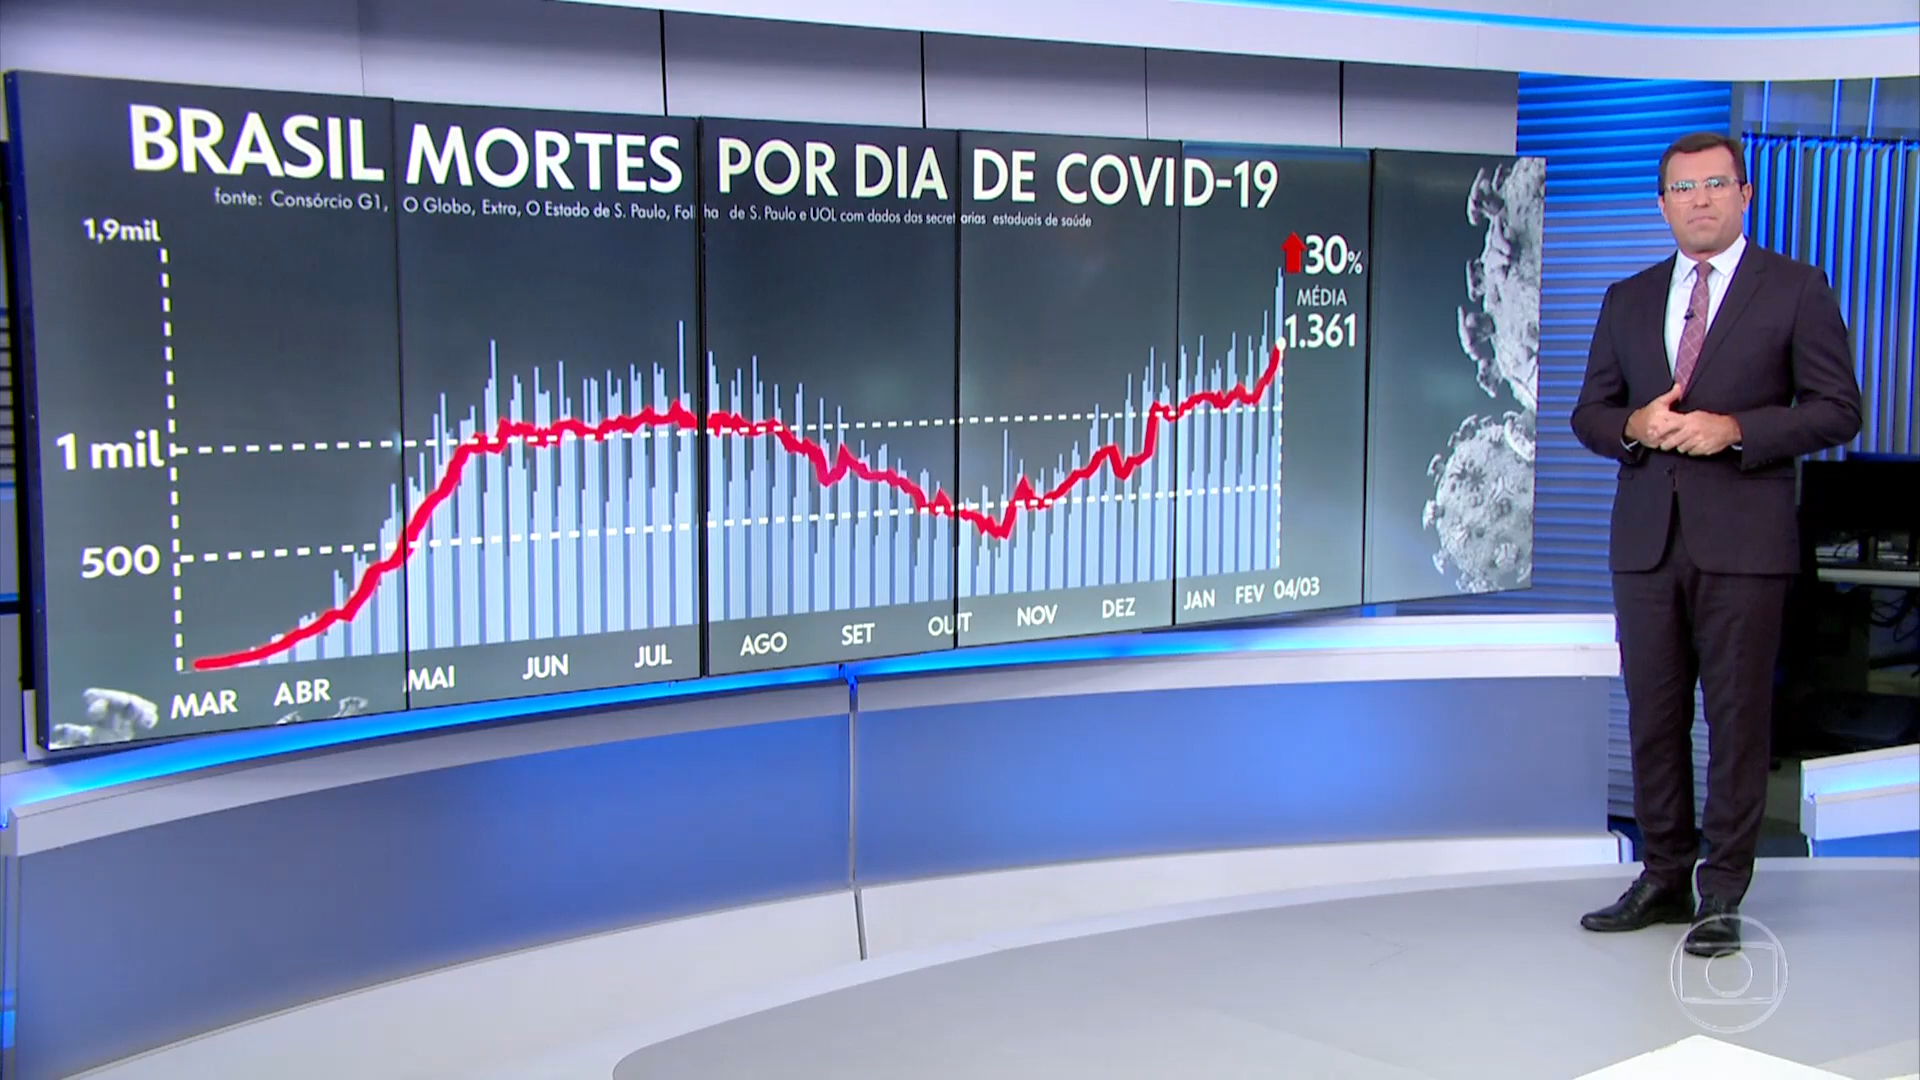 BRASIL MORTES POR DIA DE COVID-19
fonte: Consórcio G1, O Globo, Extra, O Estado de S. Paulo, Folha de S. Paulo e UOL com dados das secretarias estaduais de saúde
1,9mil
30%
MÉDIA
1.361
1 mil
500
MAR ABR MAI JUN JUL AGO SET OUT NOV DEZ JAN FEV 04/03